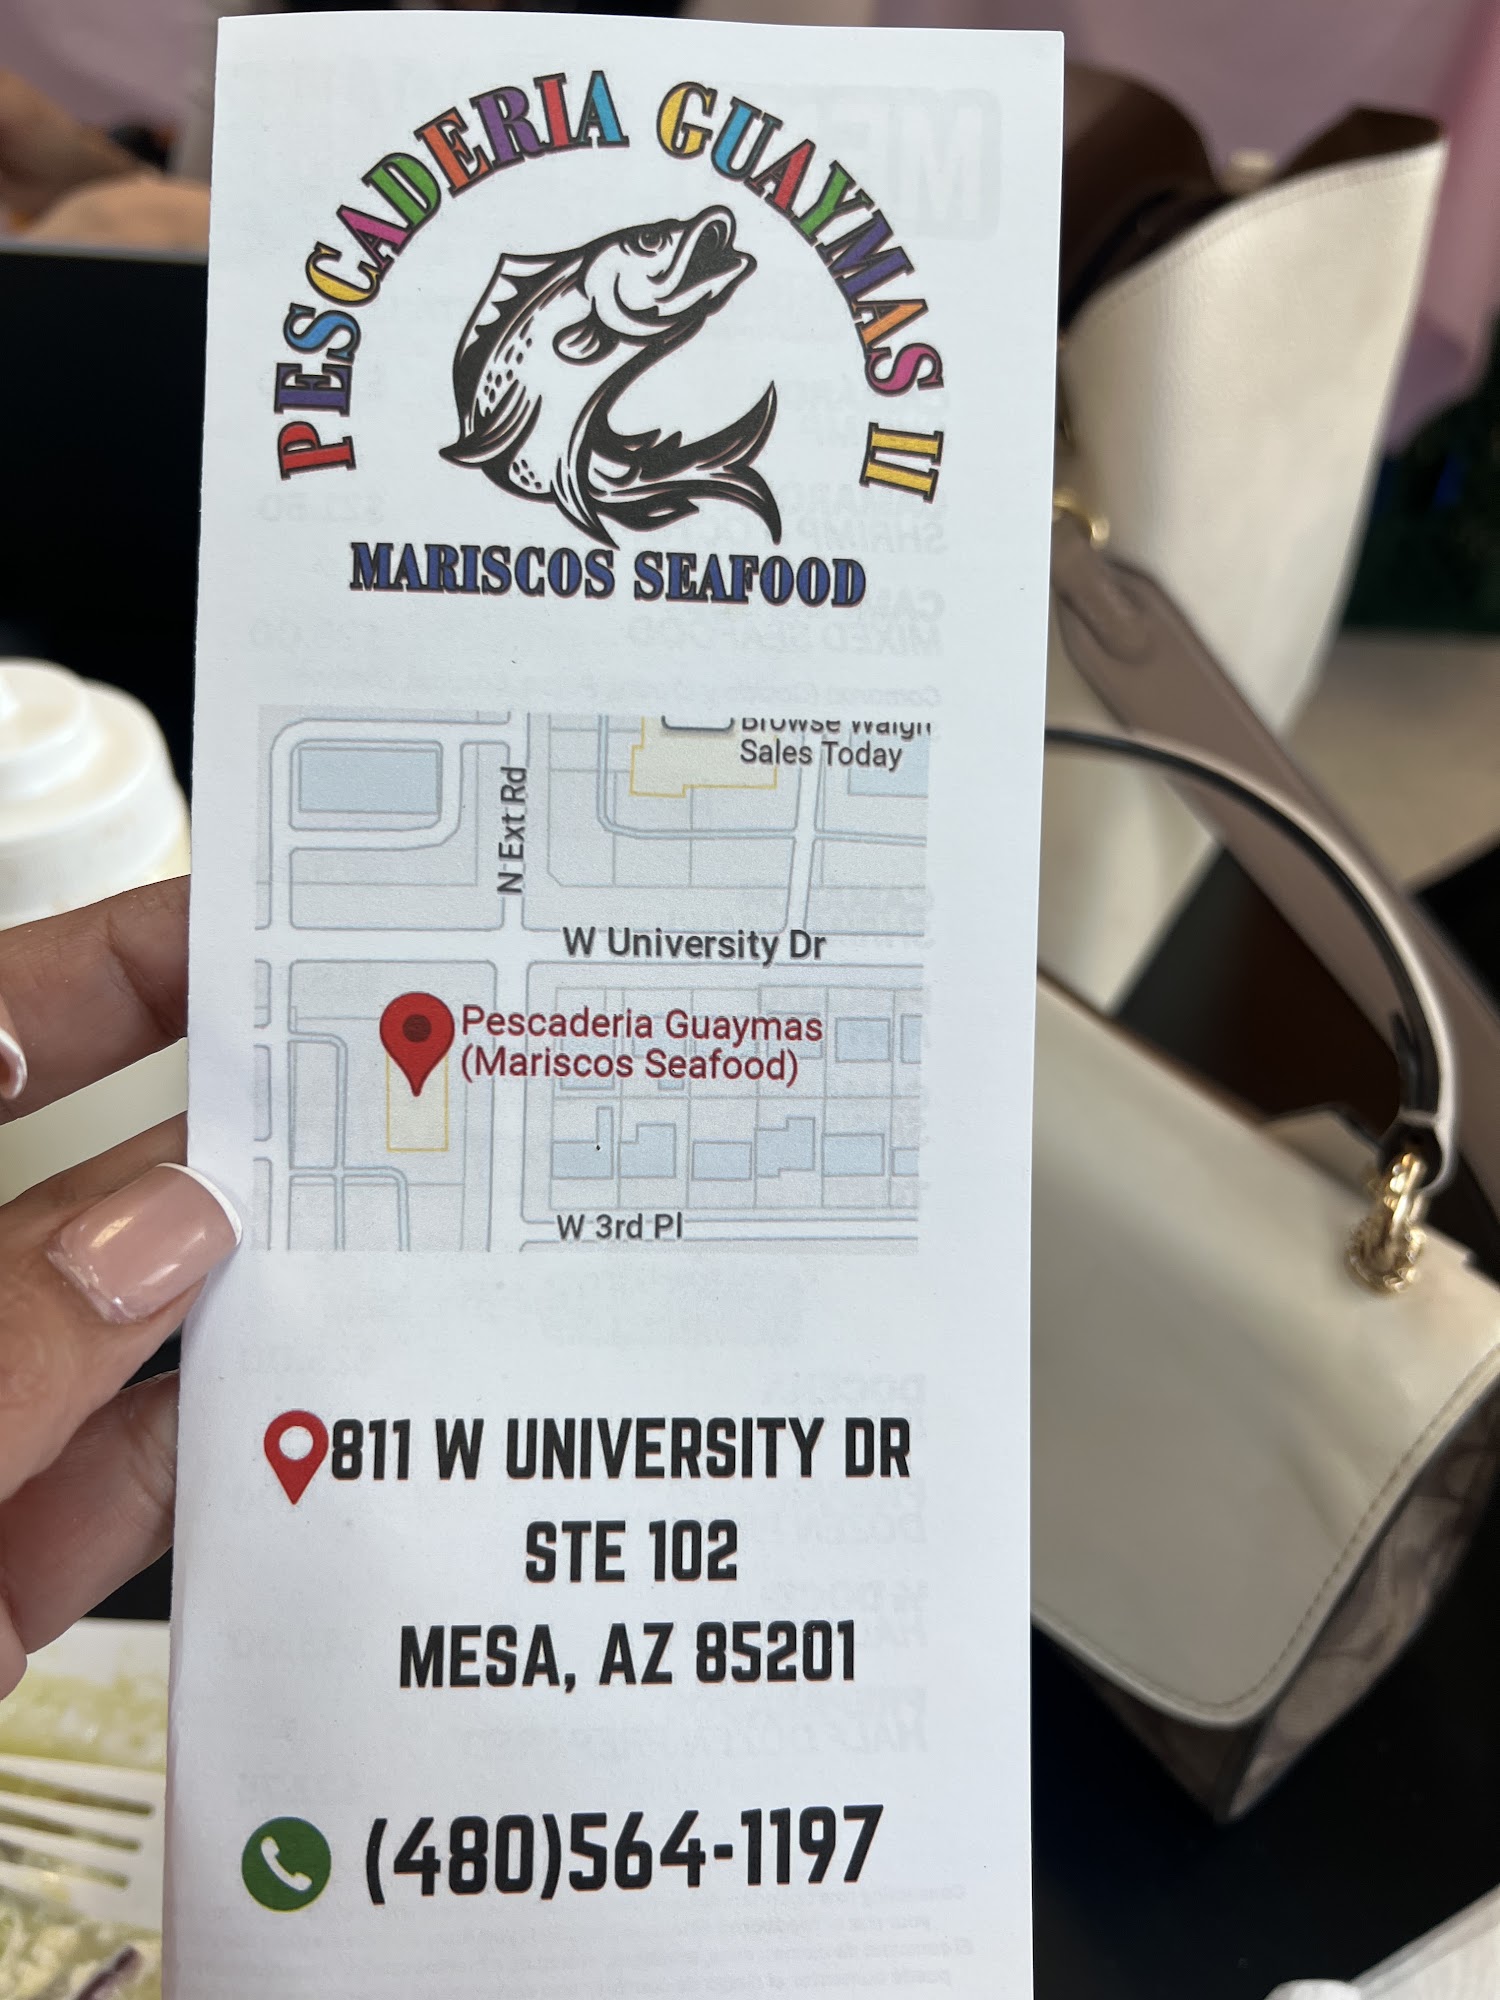 PESCADERIA GUAYMAS II
MARISCOS SEAFOOD
Sales Today
N Ext Rd
W University Dr
Pescaderia Guaymas
(Mariscos Seafood)
W 3rd Pl
811 W UNIVERSITY DR
STE 102
MESA, AZ 85201
(480)564-1197